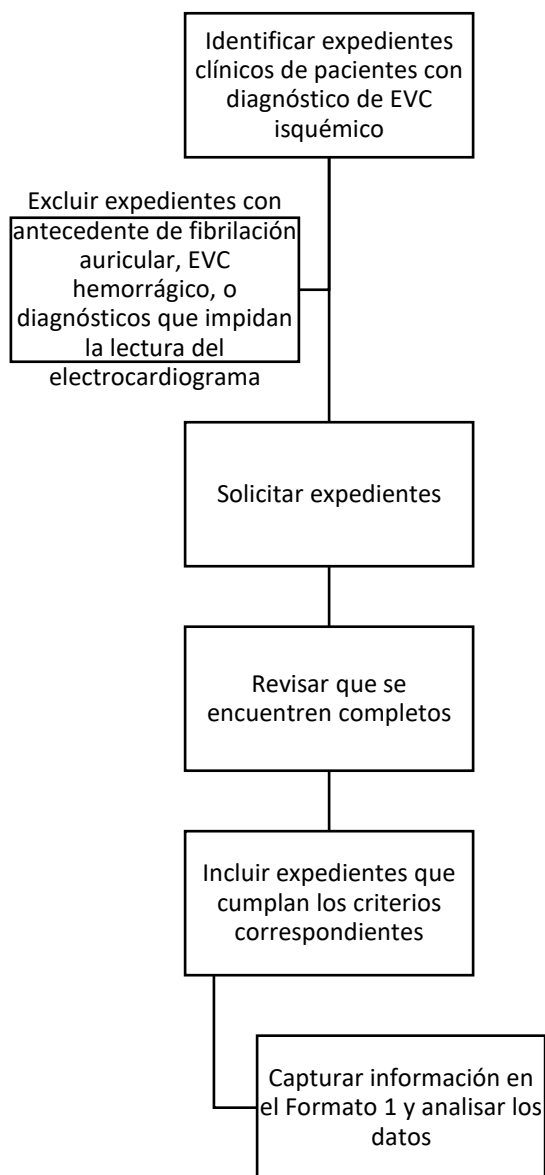 Identificar expedientes
clínicos de pacientes con
diagnóstico de EVC
isquémico
Excluir expedientes con
antecedente de fibrilación
auricular, EVC
hemorrágico, o
diagnósticos que impidan
la lectura del
electrocardiograma
Solicitar expedientes
Revisar que se
encuentren completos
Incluir expedientes que
cumplan los criterios
correspondientes
Capturar información en
el Formato 1 y analisar los
datos